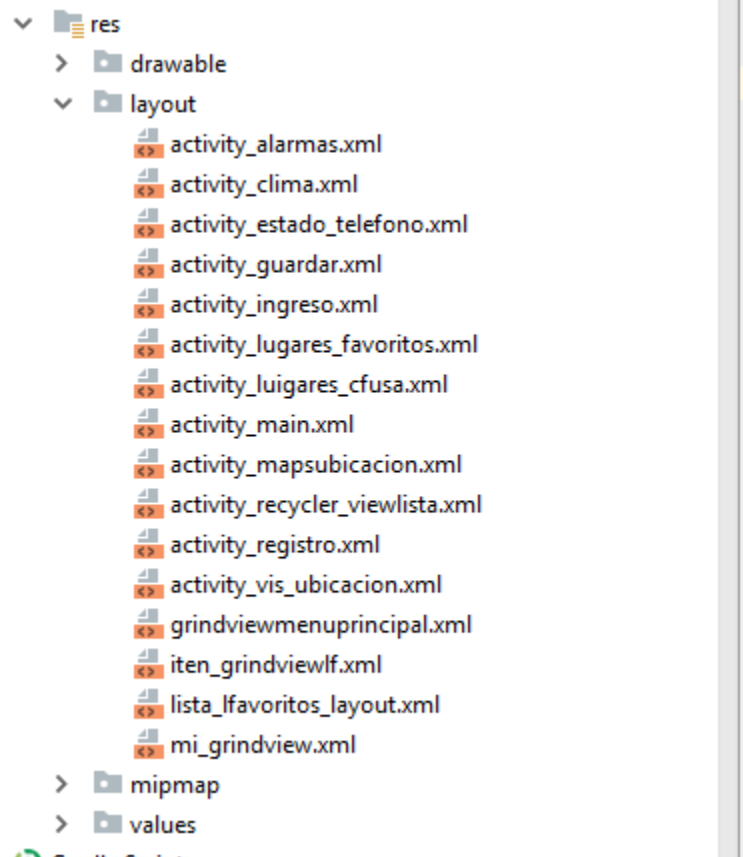 res
drawable
layout
activity_alarmas.xml
activity_clima.xml
activity_estado_telefono.xml
activity_guardar.xml
activity_ingreso.xml
activity_lugares_favoritos.xml
activity_luigares_cfusa.xml
activity_main.xml
activity_mapsubicacion.xml
activity_recycler_viewlista.xml
activity_registro.xml
activity_vis_ubicacion.xml
grindviewmenuprincipal.xml
iten_grindviewlf.xml
lista_lfavoritos_layout.xml
mi_grindview.xml
mipmap
values